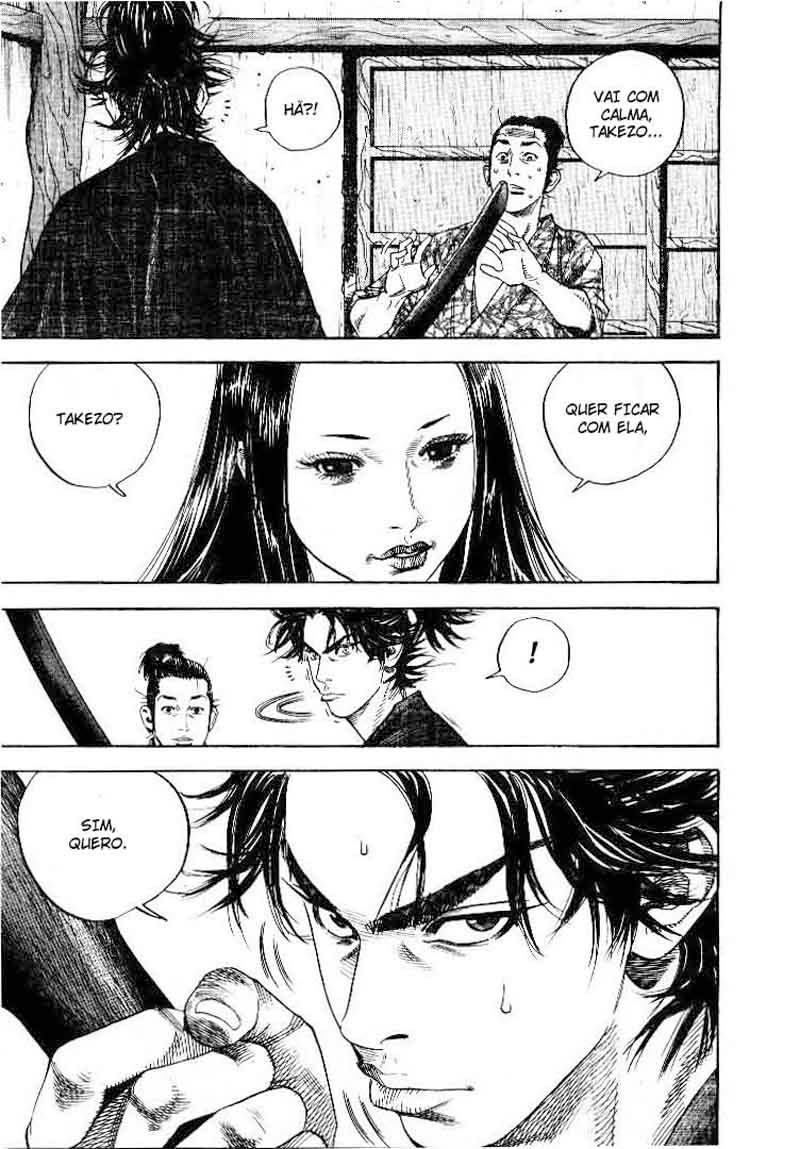 VAI COM
CALMA,
TAKEZO...
HÃ?!
QUER FICAR
COM ELA,
TAKEZO?
!
SIM,
QUERO.